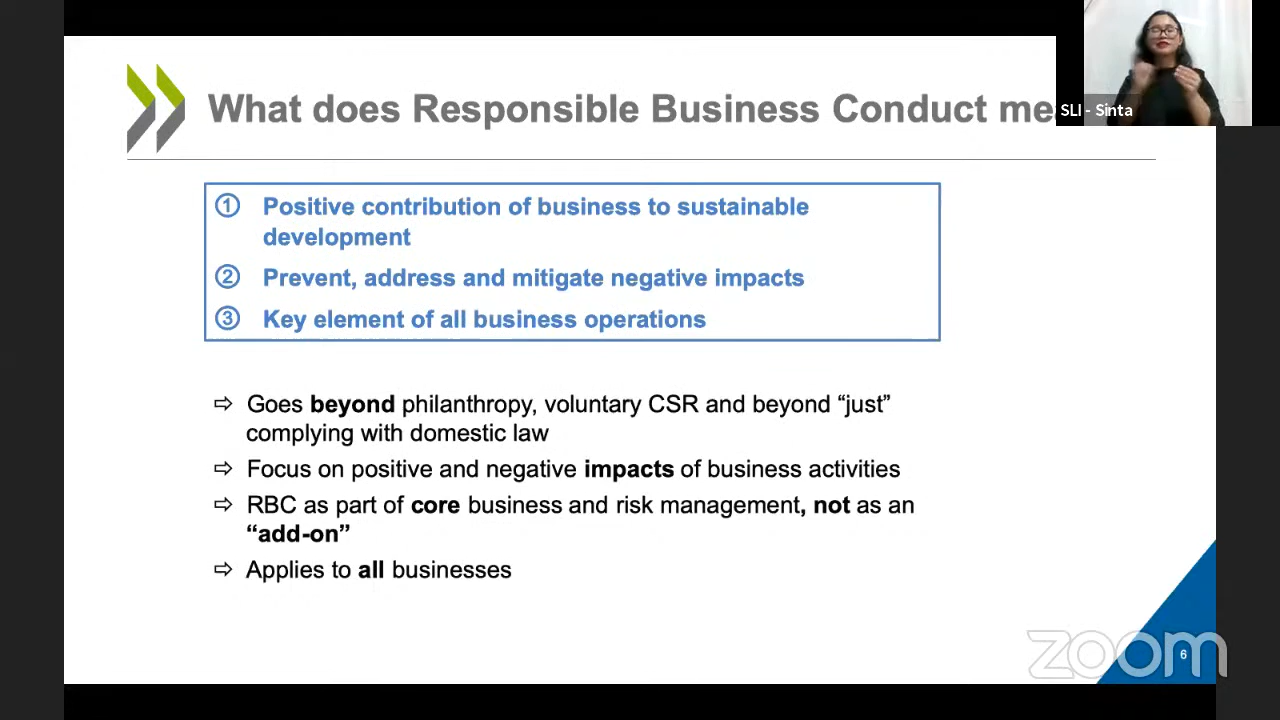 What does Responsible Business Conduct
SLI - Sinta
① Positive contribution of business to sustainable
development
② Prevent, address and mitigate negative impacts
③ Key element of all business operations
⇨ Goes beyond philanthropy, voluntary CSR and beyond “just”
complying with domestic law
⇨ Focus on positive and negative impacts of business activities
⇨ RBC as part of core business and risk management, not as an
“add-on”
⇨ Applies to all businesses
zoom
6